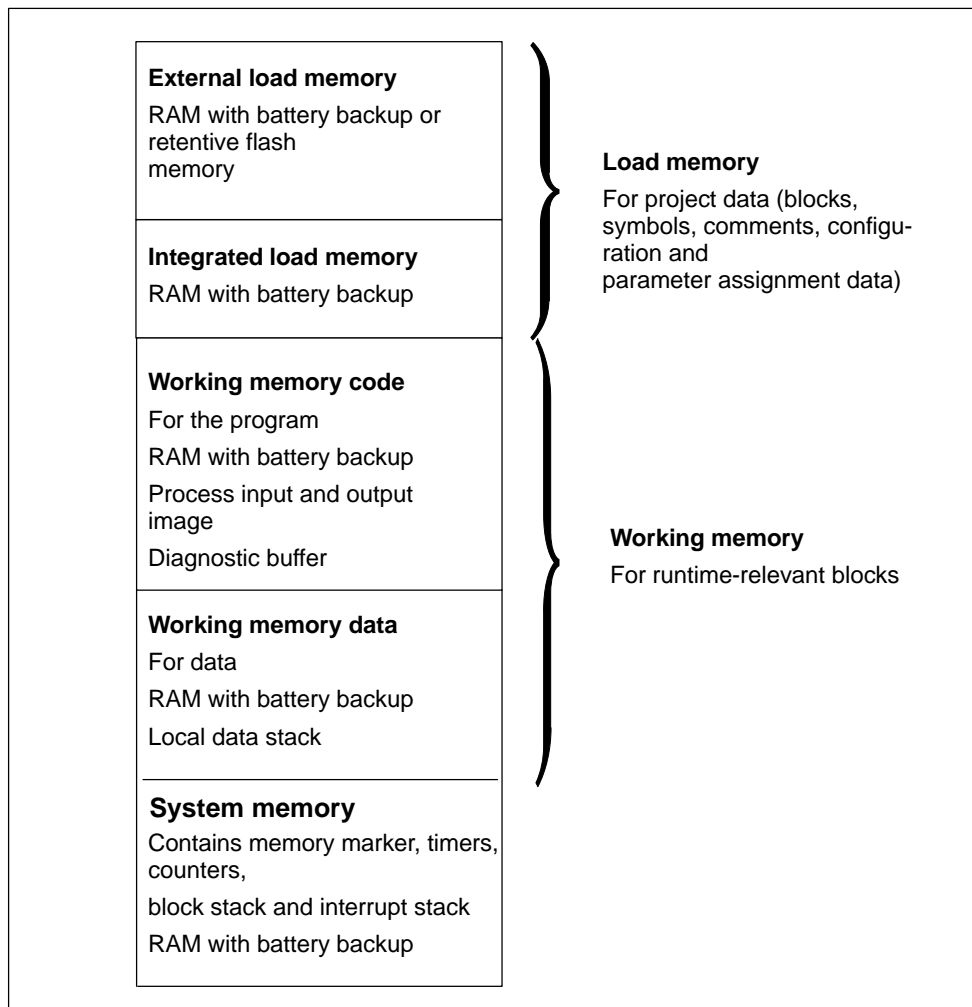 External load memory
RAM with battery backup or
retentive flash
memory
Integrated load memory
RAM with battery backup
Load memory
For project data (blocks,
symbols, comments, configu-
ration and
parameter assignment data)
Working memory code
For the program
RAM with battery backup
Process input and output
image
Diagnostic buffer
Working memory data
For data
RAM with battery backup
Local data stack
Working memory
For runtime-relevant blocks
System memory
Contains memory marker, timers,
counters,
block stack and interrupt stack
RAM with battery backup